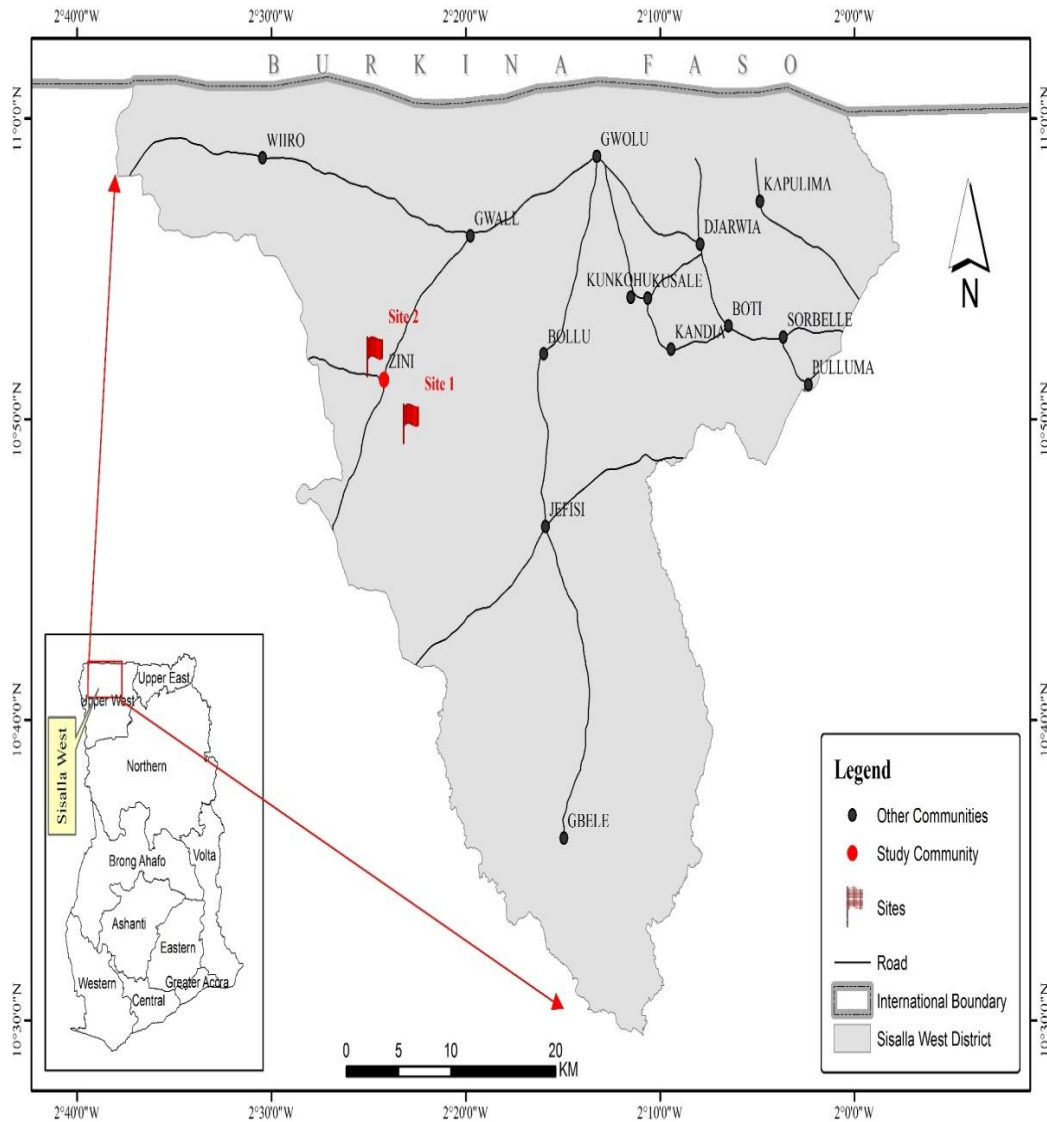 2°40'0"W 2°30'0"W 2°20'0"W 2°10'0"W 2°0'0"W
BURKINA FASO
11°0'0"N
11°0'0"N
WIIRO
GWOLU
KAPULIMA
GWALL
DJARWIA
N
KUNKOHUKUSALE
BOTI
SORBELLE
Site 2
KANDIA
BOLLU
ZINI
PULLUMA
Site 1
10°50'0"N
10°50'0"N
JEFISI
10°40'0"N
10°40'0"N
GBELE
Sisalla West
Upper East
Upper West
Northern
Brong Ahafo
Volta
Ashanti
Eastern
Western
Greater Accra
Central
Legend
Other Communities
Study Community
Sites
Road
International Boundary
Sisalla West District
10°30'0"N
10°30'0"N
0 5 10 20
KM
2°40'0"W 2°30'0"W 2°20'0"W 2°10'0"W 2°0'0"W